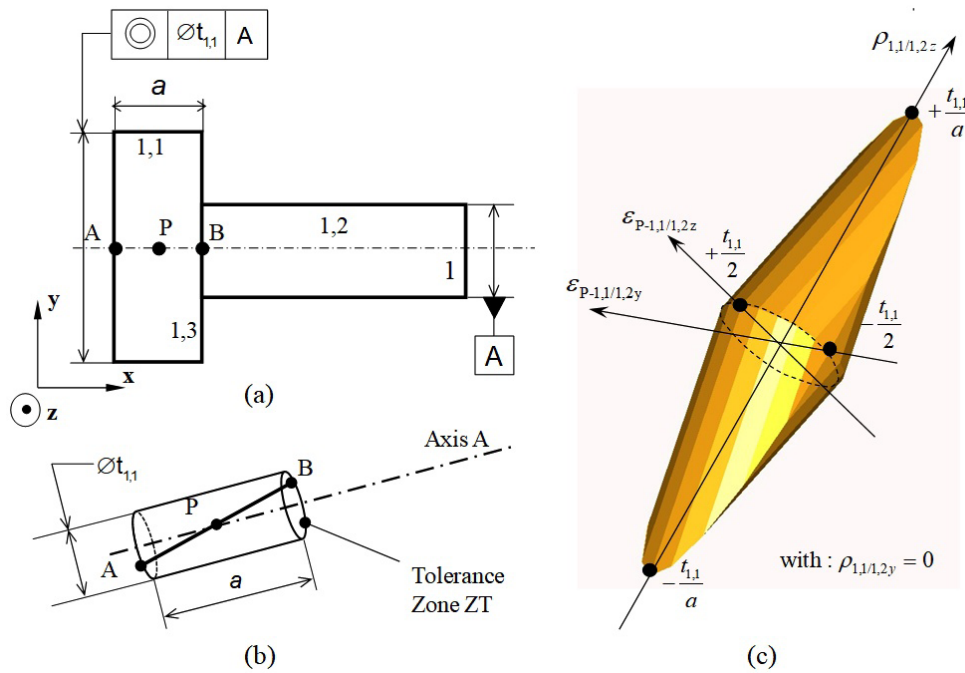 ◎ ∅t1,1 A
a
1,1
A P B
1,2
1
y
1,3
A
x
(a)
z
Axis A
∅t1,1
B
P
A
a
Tolerance
Zone ZT
(b)
ρ1,1/1,2z
+t1,1/a
εP-1,1/1,2z
+t1,1/2
εP-1,1/1,2y
−t1,1/2
with : ρ1,1/1,2y = 0
−t1,1/a
(c)